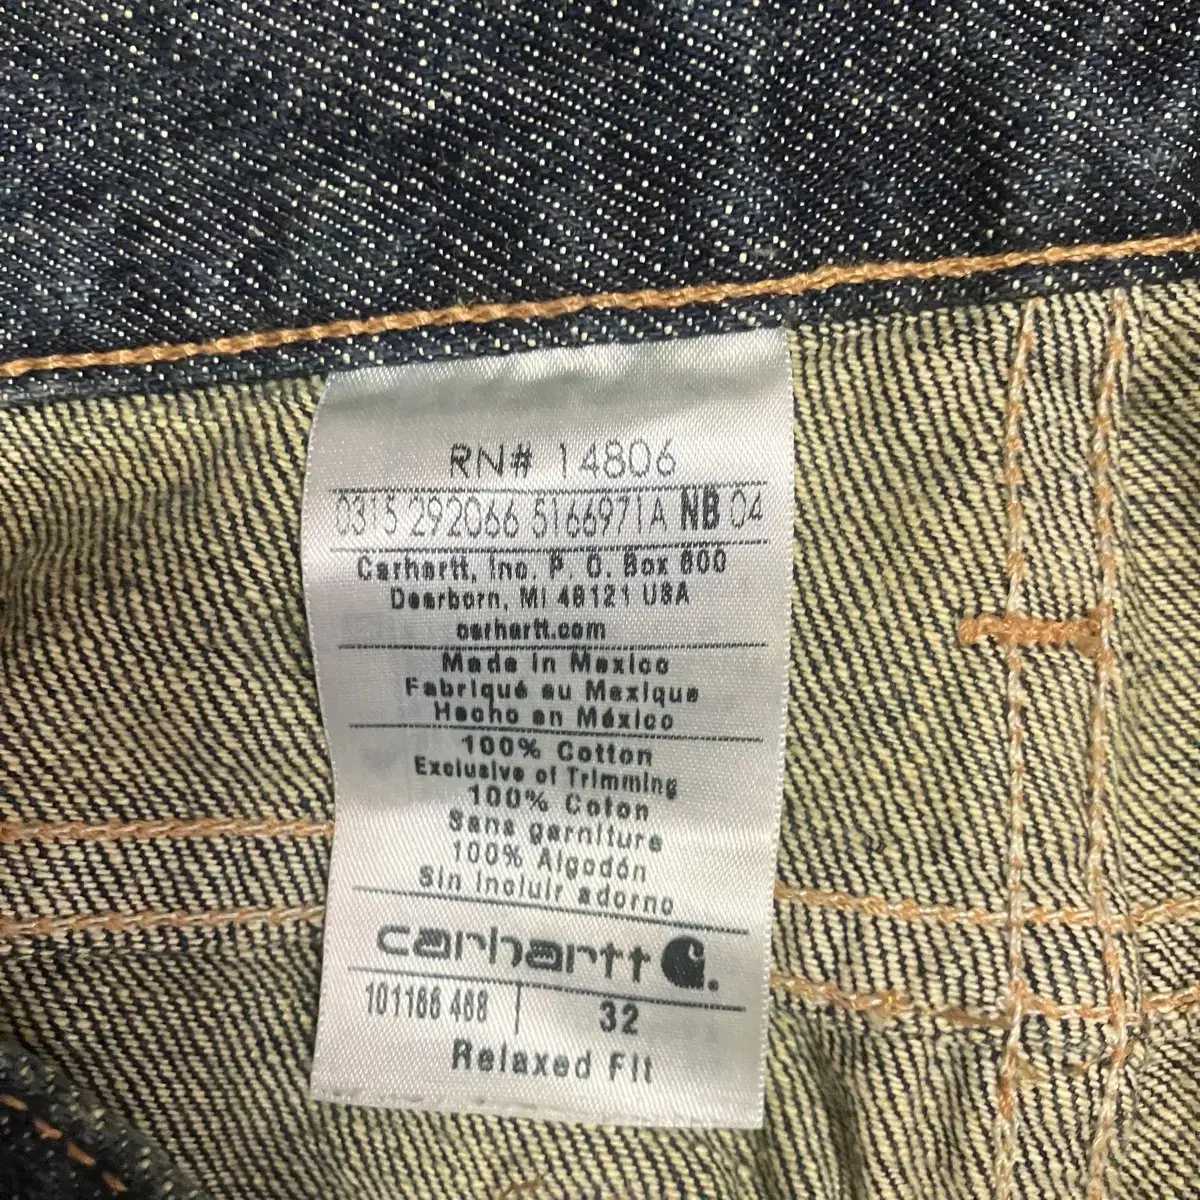 RN# 14806
0315 292066 5166971A NB 04
Carhartt, Inc. P. O. Box 600
Dearborn, MI 48121 USA
carhartt.com
Made in Mexico
Fabriqué au Mexique
Hecho en México
100% Cotton
Exclusive of Trimming
100% Coton
Sans garniture
100% Algodón
Sin incluir adorno
carhartt
101166 468 32
Relaxed Fit